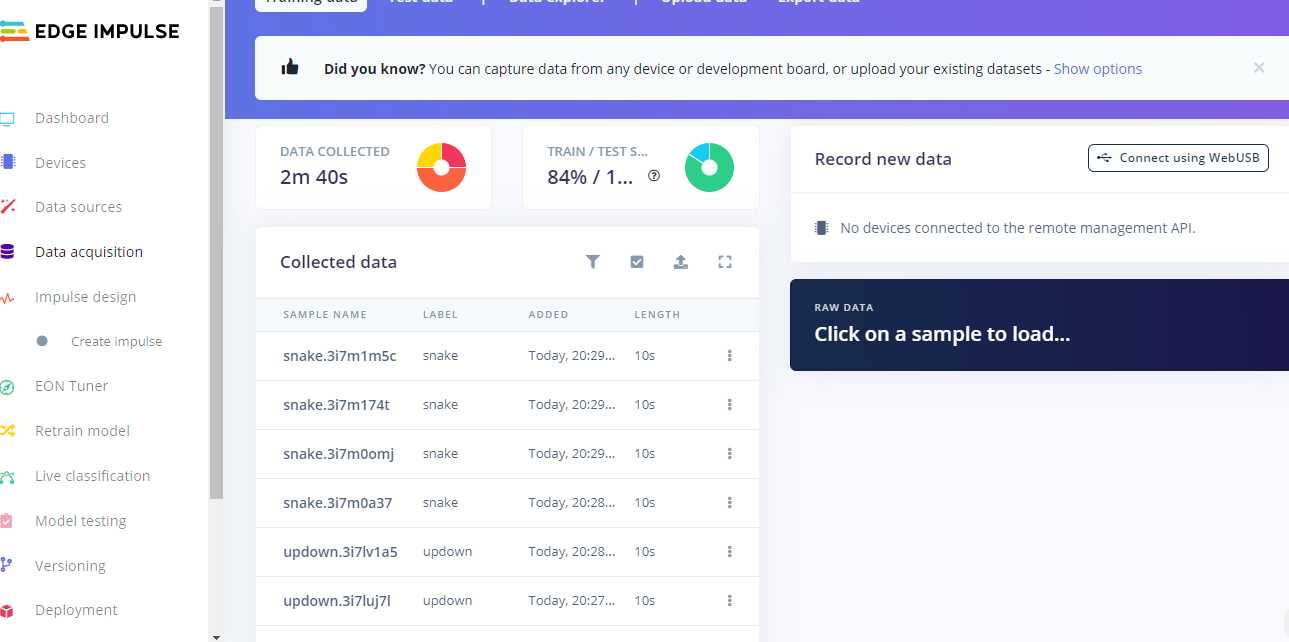 EDGE IMPULSE
Dashboard
Devices
Data sources
Data acquisition
Impulse design
Create impulse
EON Tuner
Retrain model
Live classification
Model testing
Versioning
Deployment
Training data Test data | Data explorer | Upload data Export data
Did you know? You can capture data from any device or development board, or upload your existing datasets - Show options ×
DATA COLLECTED
2m 40s
TRAIN / TEST S...
84% / 1... ?
Collected data
SAMPLE NAME LABEL ADDED LENGTH
snake.3i7m1m5c snake Today, 20:29... 10s
snake.3i7m174t snake Today, 20:29... 10s
snake.3i7m0omj snake Today, 20:29... 10s
snake.3i7m0a37 snake Today, 20:28... 10s
updown.3i7lv1a5 updown Today, 20:28... 10s
updown.3i7luj7l updown Today, 20:27... 10s
Record new data
Connect using WebUSB
No devices connected to the remote management API.
RAW DATA
Click on a sample to load...